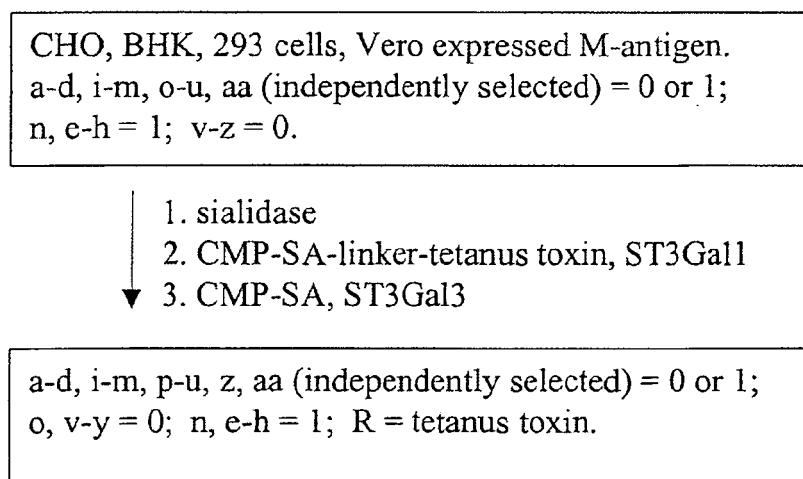 CHO, BHK, 293 cells, Vero expressed M-antigen.
a-d, i-m, o-u, aa (independently selected) = 0 or 1;
n, e-h = 1; v-z = 0.
1. sialidase
2. CMP-SA-linker-tetanus toxin, ST3Gal1
3. CMP-SA, ST3Gal3
a-d, i-m, p-u, z, aa (independently selected) = 0 or 1;
o, v-y = 0; n, e-h = 1; R = tetanus toxin.